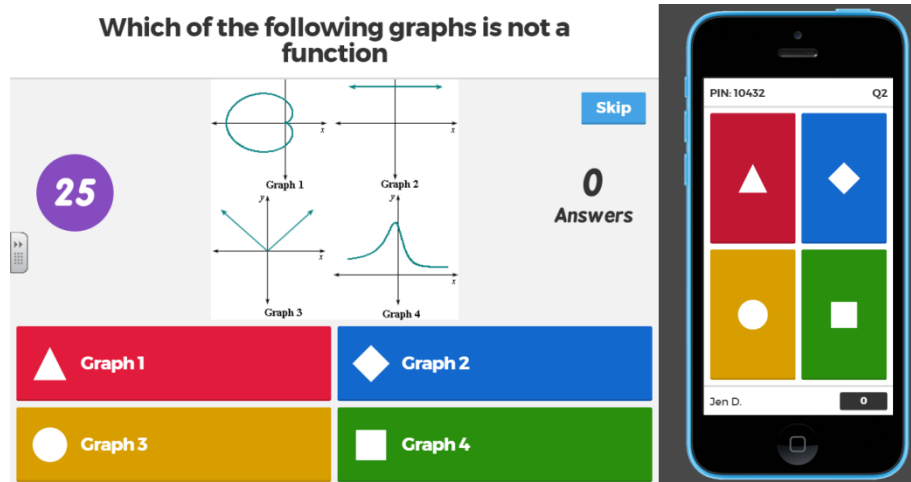 Which of the following graphs is not a
function
Skip
25
0
Answers
x
x
Graph 1
Graph 2
y
y
x
x
Graph 3
Graph 4
Graph 1
Graph 2
Graph 3
Graph 4
PIN: 10432
Q2
Jen D.
0